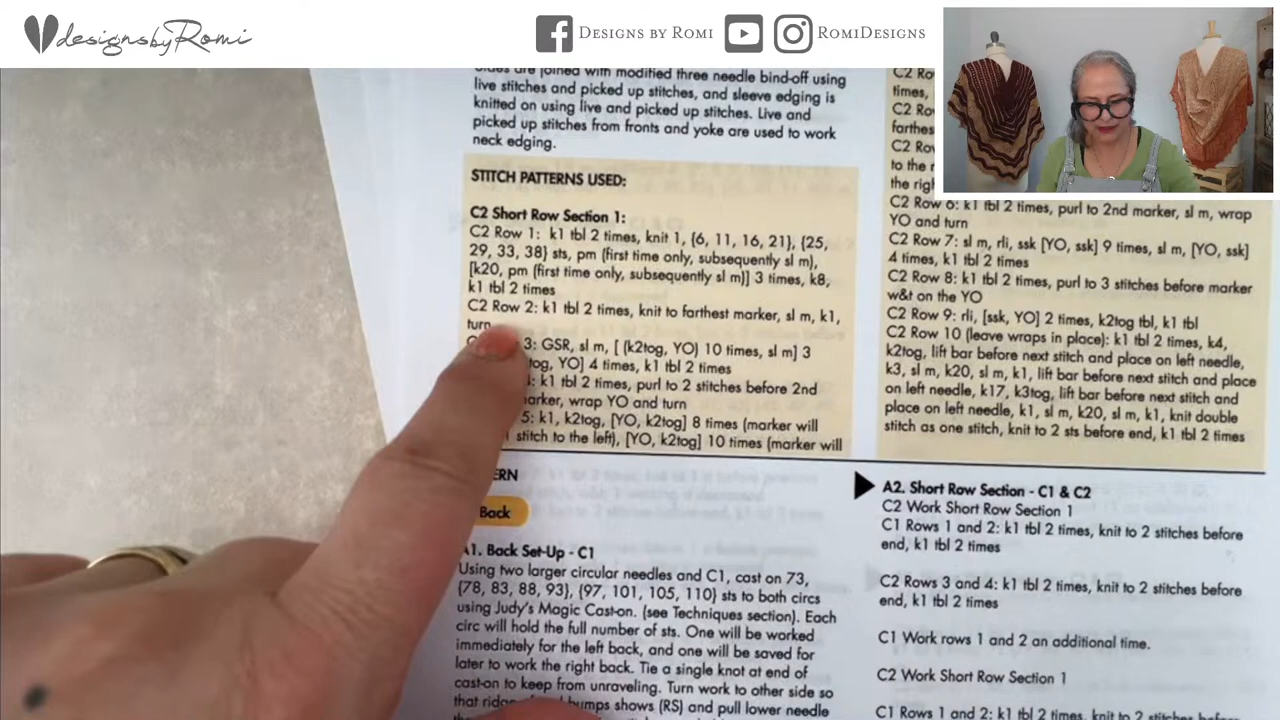 designsbyRomi
DESIGNS BY ROMI
ROMIDESIGNS
sides are joined with modified three needle bind-off using
live stitches and picked up stitches, and sleeve edging is
knitted on using live and picked up stitches. Live and
picked up stitches from fronts and yoke are used to work
neck edging.
STITCH PATTERNS USED:
C2 Short Row Section 1:
C2 Row 1: k1 tbl 2 times, knit 1, {6, 11, 16, 21}, {25,
29, 33, 38} sts, pm (first time only, subsequently sl m),
[k20, pm (first time only, subsequently sl m)] 3 times, k8,
k1 tbl 2 times
C2 Row 2: k1 tbl 2 times, knit to farthest marker, sl m, k1,
turn
3: GSR, sl m, [ (k2tog, YO) 10 times, sl m] 3
tog, YO] 4 times, k1 tbl 2 times
: k1 tbl 2 times, purl to 2 stitches before 2nd
arker, wrap YO and turn
5: k1, k2tog, [YO, k2tog] 8 times (marker will
stitch to the left), [YO, k2tog] 10 times (marker will
C2 Ro
times,
C2 Ro
farthes
C2 Ro
to the r
the rig
C2 Row 6: k1 tbl 2 times, purl to 2nd marker, sl m, wrap
YO and turn
C2 Row 7: sl m, rli, ssk [YO, ssk] 9 times, sl m, [YO, ssk]
4 times, k1 tbl 2 times
C2 Row 8: k1 tbl 2 times, purl to 3 stitches before marker
w&t on the YO
C2 Row 9: rli, [ssk, YO] 2 times, k2tog tbl, k1 tbl
C2 Row 10 (leave wraps in place): k1 tbl 2 times, k4,
k2tog, lift bar before next stitch and place on left needle,
k3, sl m, k20, sl m, k1, lift bar before next stitch and place
on left needle, k17, k3tog, lift bar before next stitch and
place on left needle, k1, sl m, k20, sl m, k1, knit double
stitch as one stitch, knit to 2 sts before end, k1 tbl 2 times
ERN
Back
A1. Back Set-Up - C1
Using two larger circular needles and C1, cast on 73,
{78, 83, 88, 93}, {97, 101, 105, 110} sts to both circs
using Judy's Magic Cast-on. (see Techniques section). Each
circ will hold the full number of sts. One will be worked
immediately for the left back, and one will be saved for
later to work the right back. Tie a single knot at end of
cast-on to keep from unraveling. Turn work to other side so
that ridge of bumps shows (RS) and pull lower needle
A2. Short Row Section - C1 & C2
C2 Work Short Row Section 1
C1 Rows 1 and 2: k1 tbl 2 times, knit to 2 stitches before
end, k1 tbl 2 times
C2 Rows 3 and 4: k1 tbl 2 times, knit to 2 stitches before
end, k1 tbl 2 times
C1 Work rows 1 and 2 an additional time.
C2 Work Short Row Section 1
C1 Rows 1 and 2: k1 tbl 2 times, knit to 2 stitches before